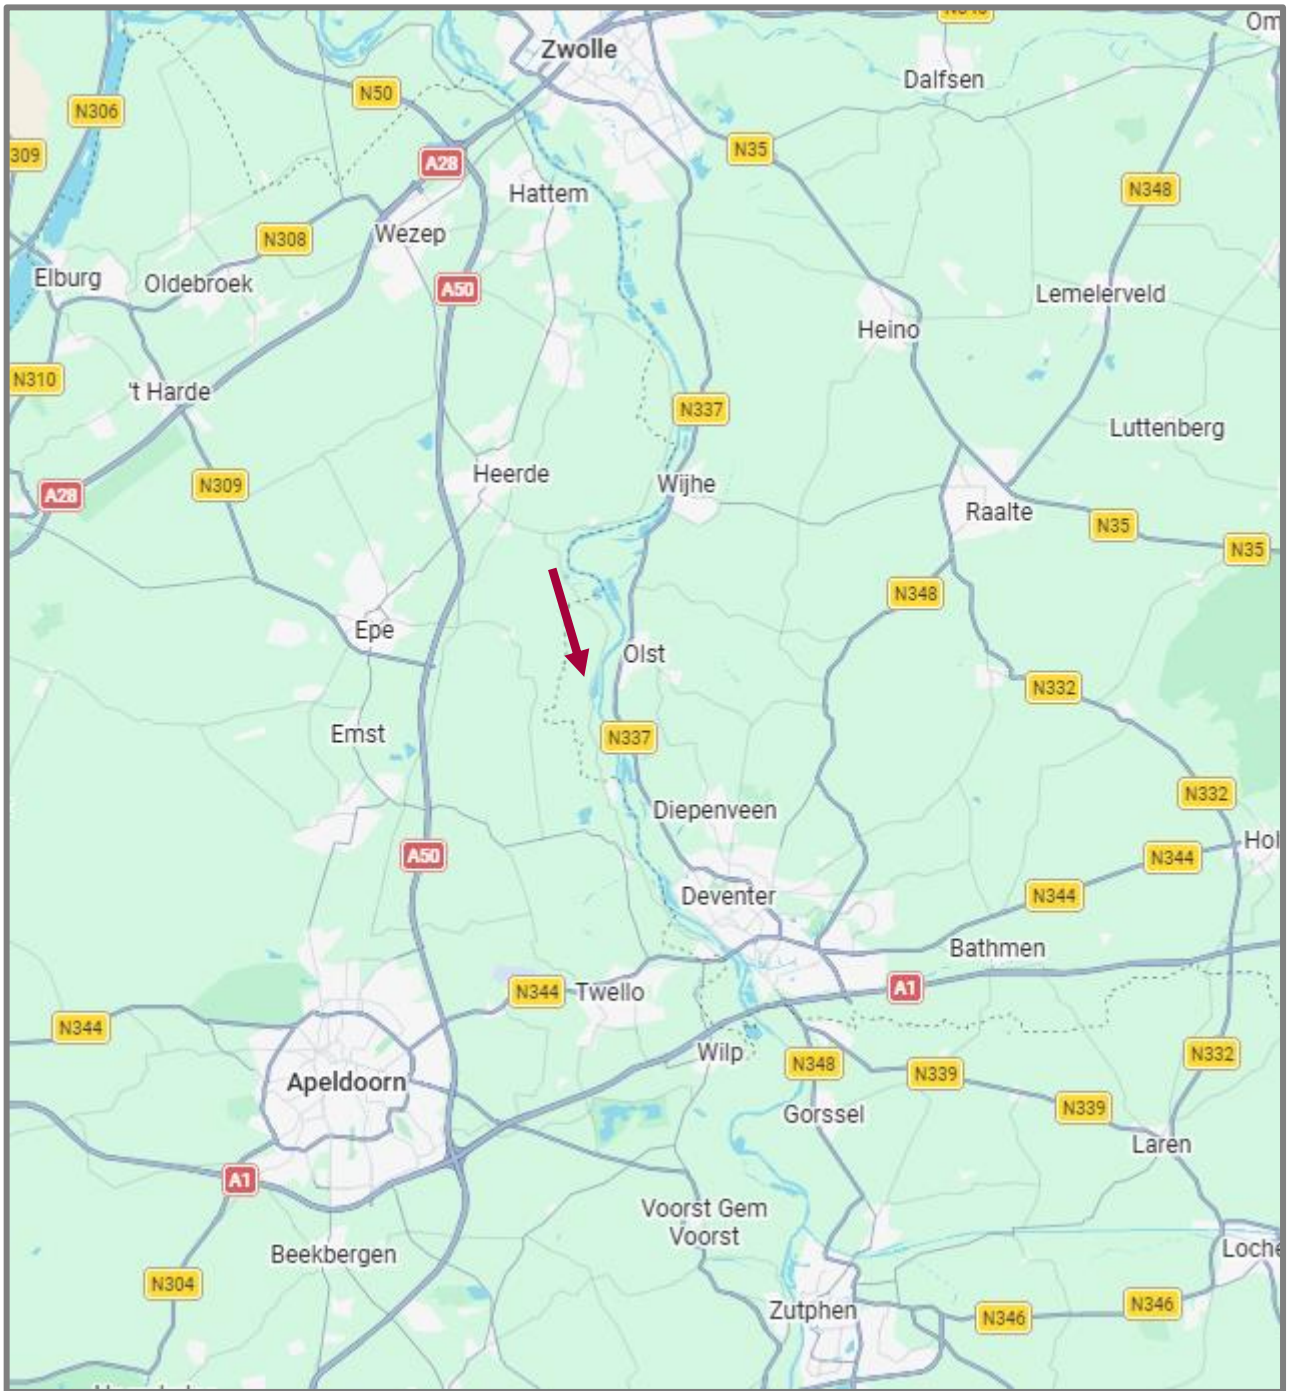 Zwolle
Om
Dalfsen
N50
N306
309
N35
A28
N348
Hattem
Wezep
N308
Elburg
Oldebroek
A50
Lemelerveld
Heino
N310
't Harde
N337
Luttenberg
Heerde
Wijhe
N309
A28
Raalte
N35
N35
N348
Epe
Olst
N332
Emst
N337
N332
Diepenveen
Hol
A50
N344
Deventer
N344
Bathmen
N344
Twello
A1
N344
Wilp
N348
N332
N339
Apeldoorn
N339
Gorssel
Laren
A1
Voorst Gem
Voorst
Beekbergen
Loche
N304
Zutphen
N346
N346